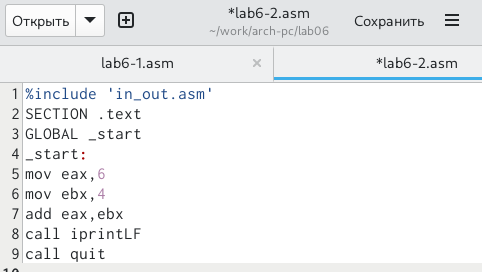 Открыть
*lab6-2.asm
~/work/arch-pc/lab06
Сохранить
lab6-1.asm
*lab6-2.asm
1 %include 'in_out.asm'
2 SECTION .text
3 GLOBAL _start
4 _start:
5 mov eax,6
6 mov ebx,4
7 add eax,ebx
8 call iprintLF
9 call quit
10